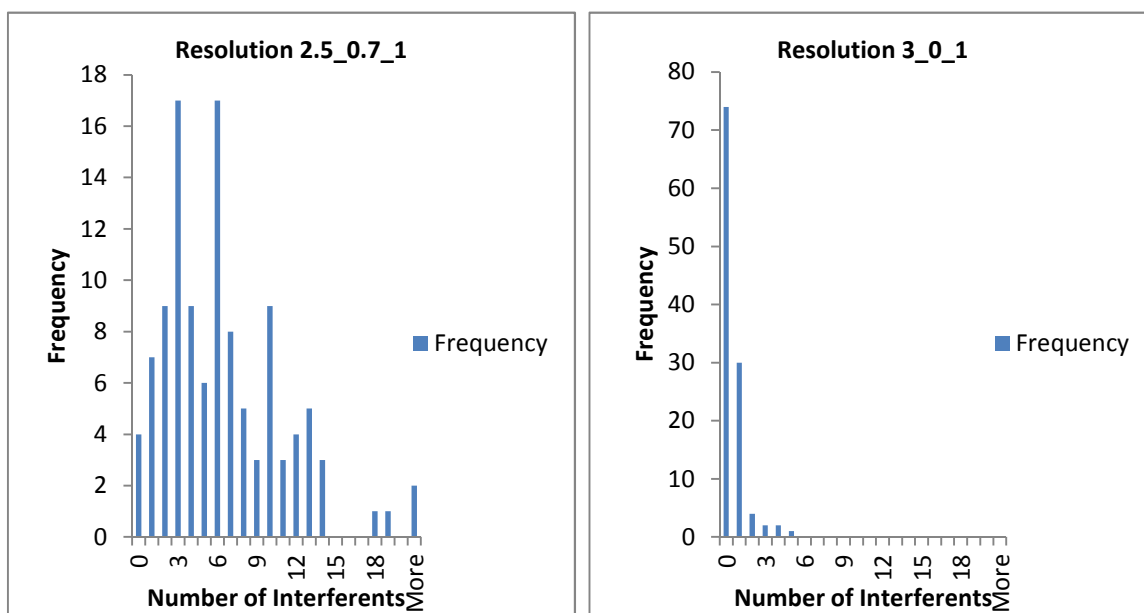 Resolution 2.5_0.7_1
18
16
14
12
10
8
6
4
2
0
Frequency
0 3 6 9 12 15 18 More
Number of Interferents
Frequency
Resolution 3_0_1
80
70
60
50
40
30
20
10
0
Frequency
0 3 6 9 12 15 18 More
Number of Interferents
Frequency